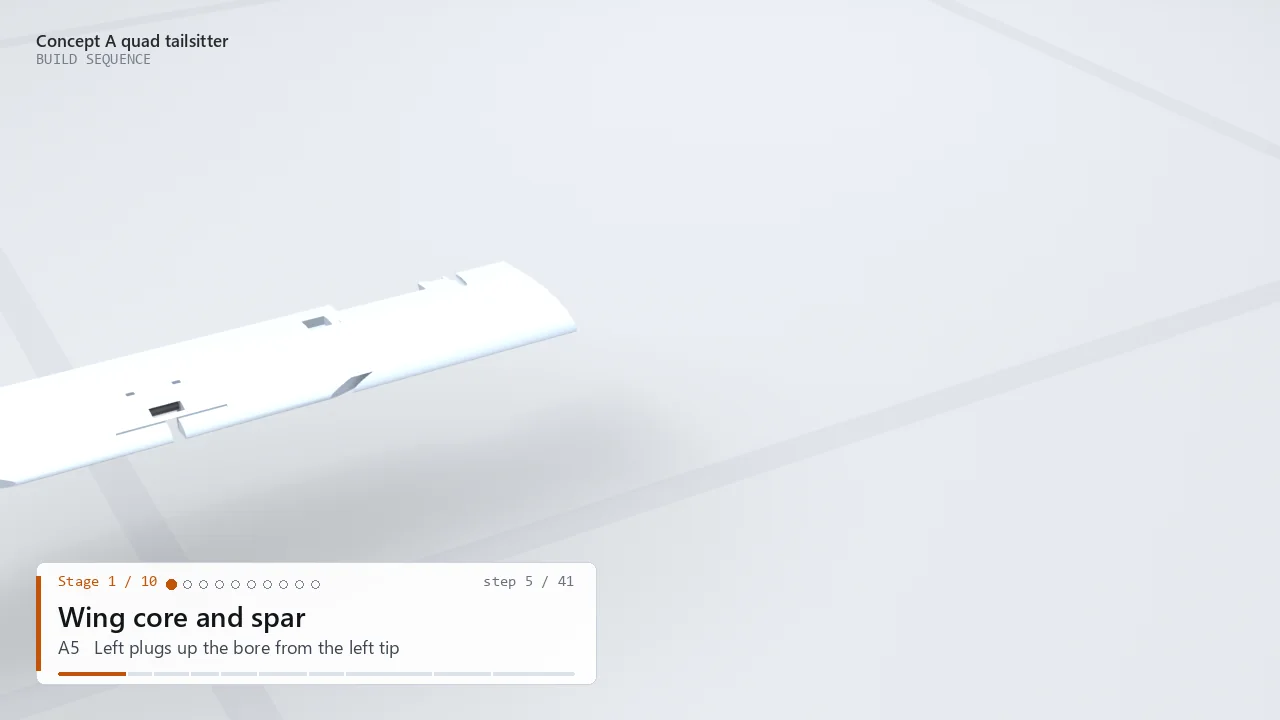 Concept A quad tailsitter
BUILD SEQUENCE
Stage 1 / 10
step 5 / 41
Wing core and spar
A5 Left plugs up the bore from the left tip